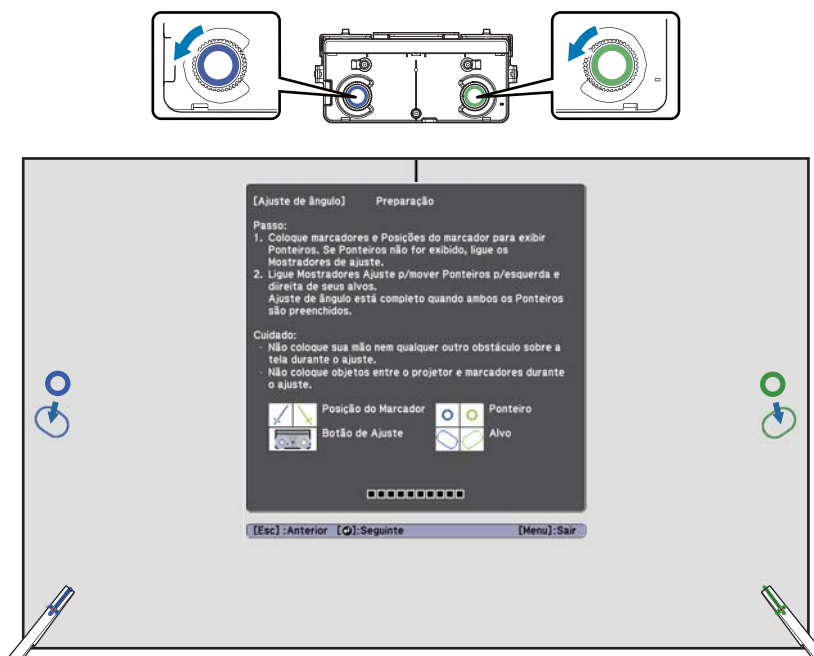 [Ajuste de ângulo] Preparação
Passo:
1. Coloque marcadores e Posições do marcador para exibir
Ponteiros. Se Ponteiros não for exibido, ligue os
Mostradores de ajuste.
2. Ligue Mostradores Ajuste p/mover Ponteiros p/esquerda e
diireita de seus alvos.
Ajuste de ângulo está completo quando ambos os Ponteiros
são preenchidos.
Cuidado:
· Não coloque sua mão nem qualquer outro obstáculo sobre a
tela durante o ajuste.
· Não coloque objetos entre o projetor e marcadores durante
o ajuste.
Posição do Marcador Ponteiro
Botão de Ajuste Alvo
[Esc] :Anterior [ ]:Seguinte [Menu]:Sair